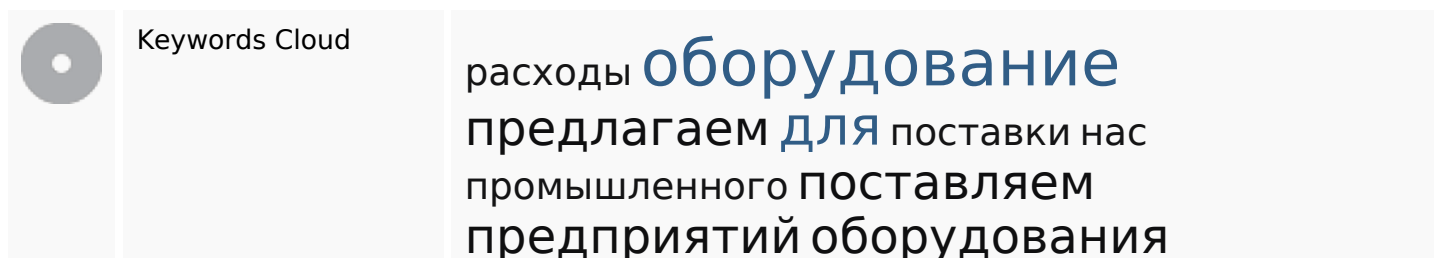 Keywords Cloud
расходы оборудование
предлагаем для поставки нас
промышленного поставляем
предприятий оборудования